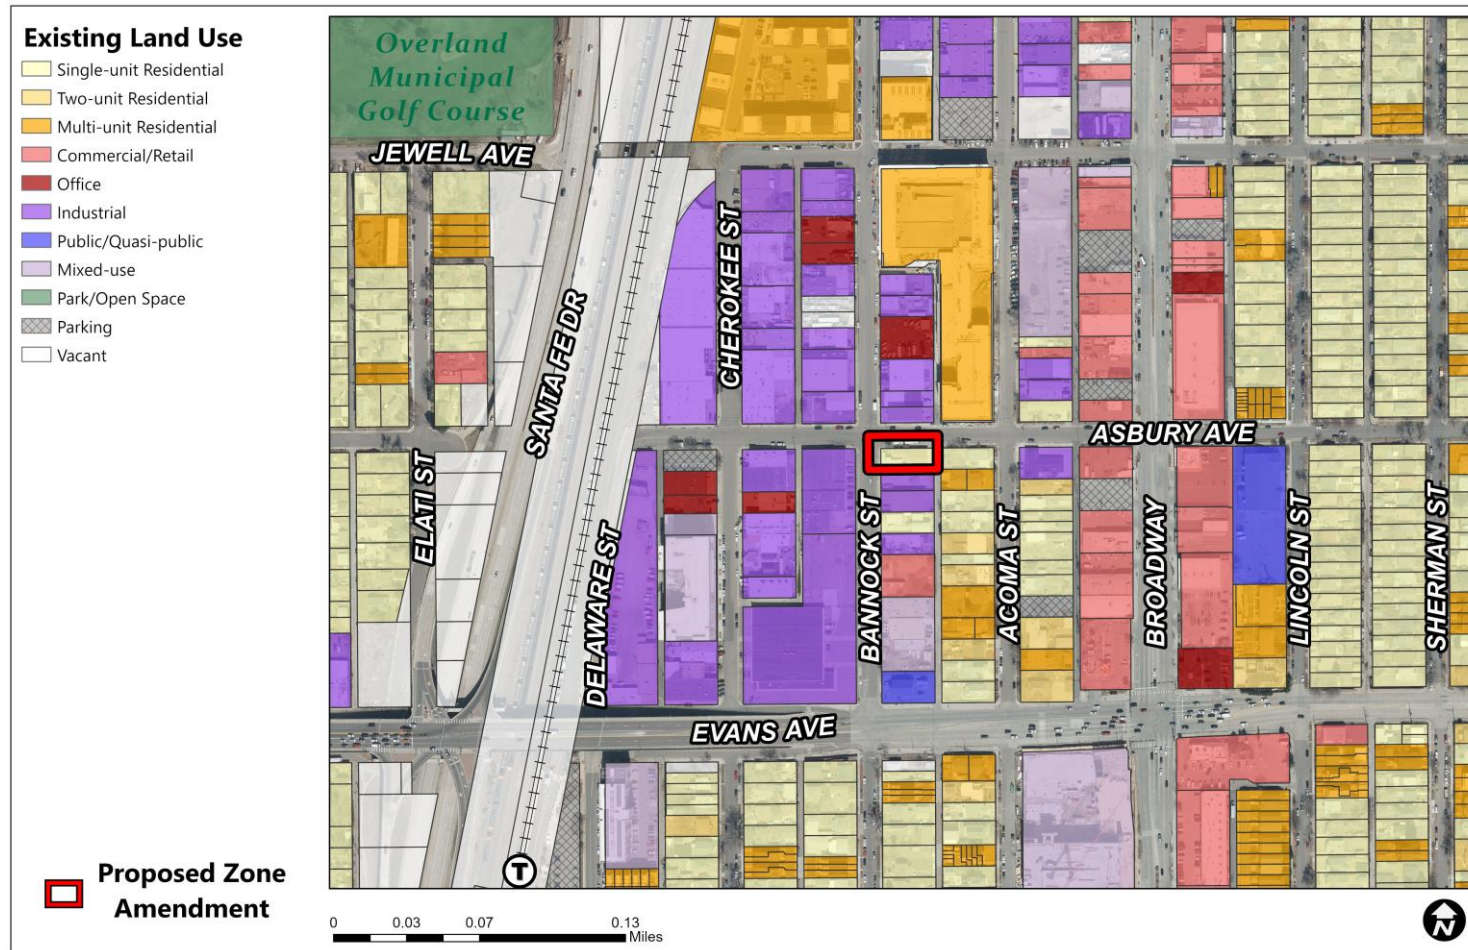 Existing Land Use
Single-unit Residential
Two-unit Residential
Multi-unit Residential
Commercial/Retail
Office
Industrial
Public/Quasi-public
Mixed-use
Park/Open Space
Parking
Vacant
Overland
Municipal
Golf Course
JEWELL AVE
SANTA FE DR
CHEROKEE ST
ASBURY AVE
ELATI ST
DELAWARE ST
BANNOCK ST
ACOMA ST
BROADWAY
LINCOLN ST
SHERMAN ST
EVANS AVE
T
Proposed Zone
Amendment
0 0.03 0.07 0.13
Miles
N